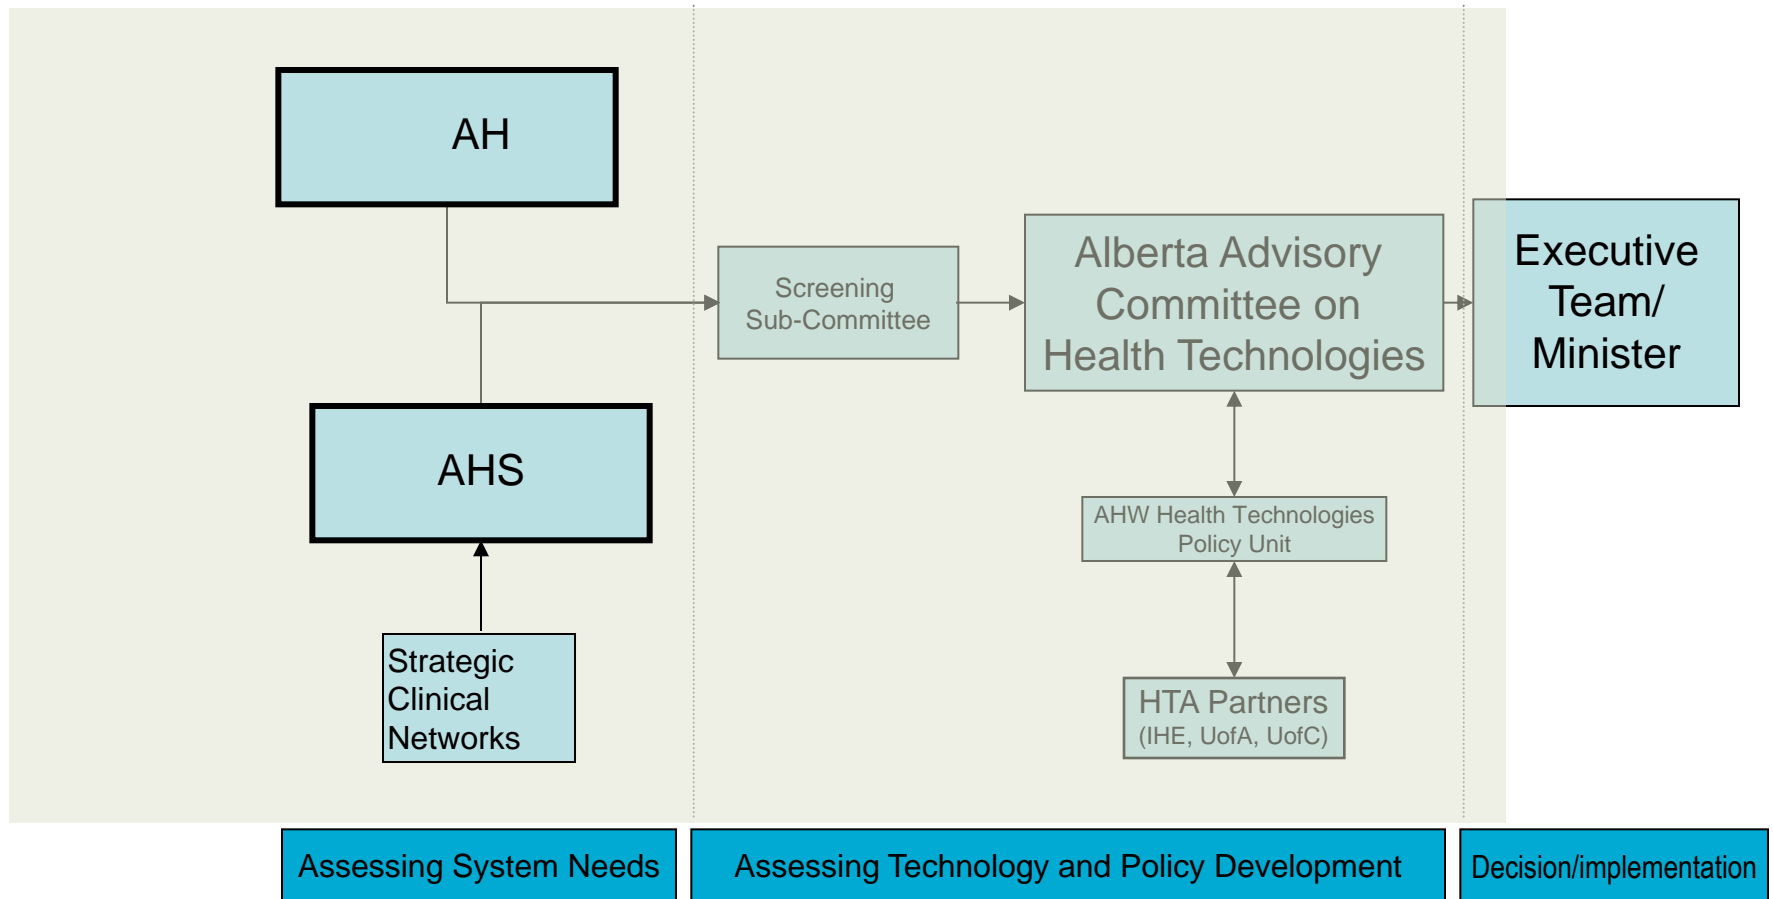 AH
AHS
Strategic
Clinical
Networks
Screening
Sub-Committee
Alberta Advisory
Committee on
Health Technologies
AHW Health Technologies
Policy Unit
HTA Partners
(IHE, UofA, UofC)
Executive
Team/
Minister
Assessing System Needs
Assessing Technology and Policy Development
Decision/implementation